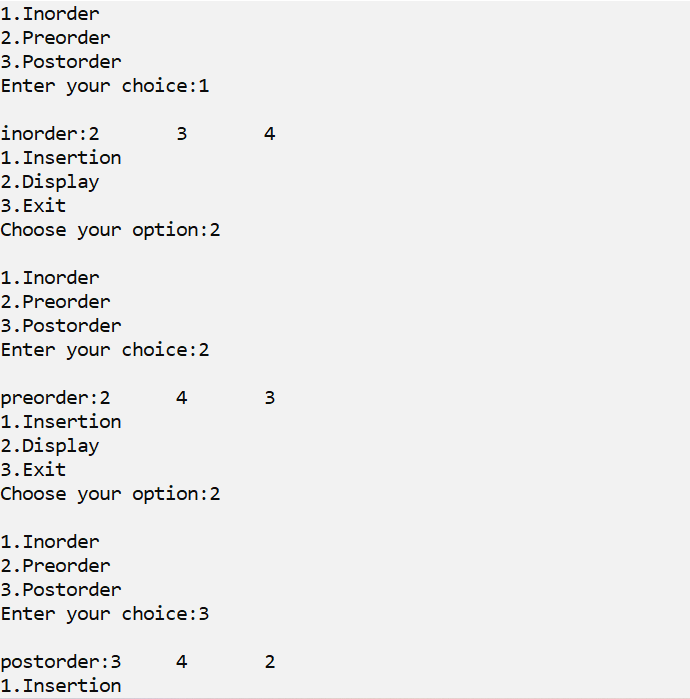 1.Inorder
2.Preorder
3.Postorder
Enter your choice:1
inorder:2 3 4
1.Insertion
2.Display
3.Exit
Choose your option:2
1.Inorder
2.Preorder
3.Postorder
Enter your choice:2
preorder:2 4 3
1.Insertion
2.Display
3.Exit
Choose your option:2
1.Inorder
2.Preorder
3.Postorder
Enter your choice:3
postorder:3 4 2
1.Insertion